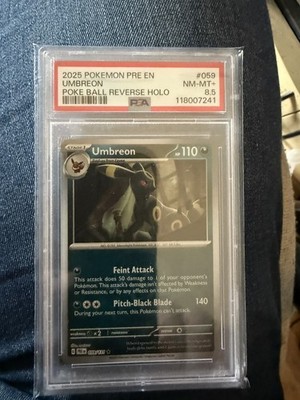 2025 POKEMON PRE EN #059
UMBREON NM-MT+
POKE BALL REVERSE HOLO 8.5
PSA 118007241
Umbreon HP110
Feint Attack
This attack does 50 damage to 1 of your opponent's
Pokémon. This attack's damage isn't affected by Weakness
or Resistance, or by any effects on that Pokémon.
Pitch-Black Blade 140
During your next turn, this Pokémon can't attack.